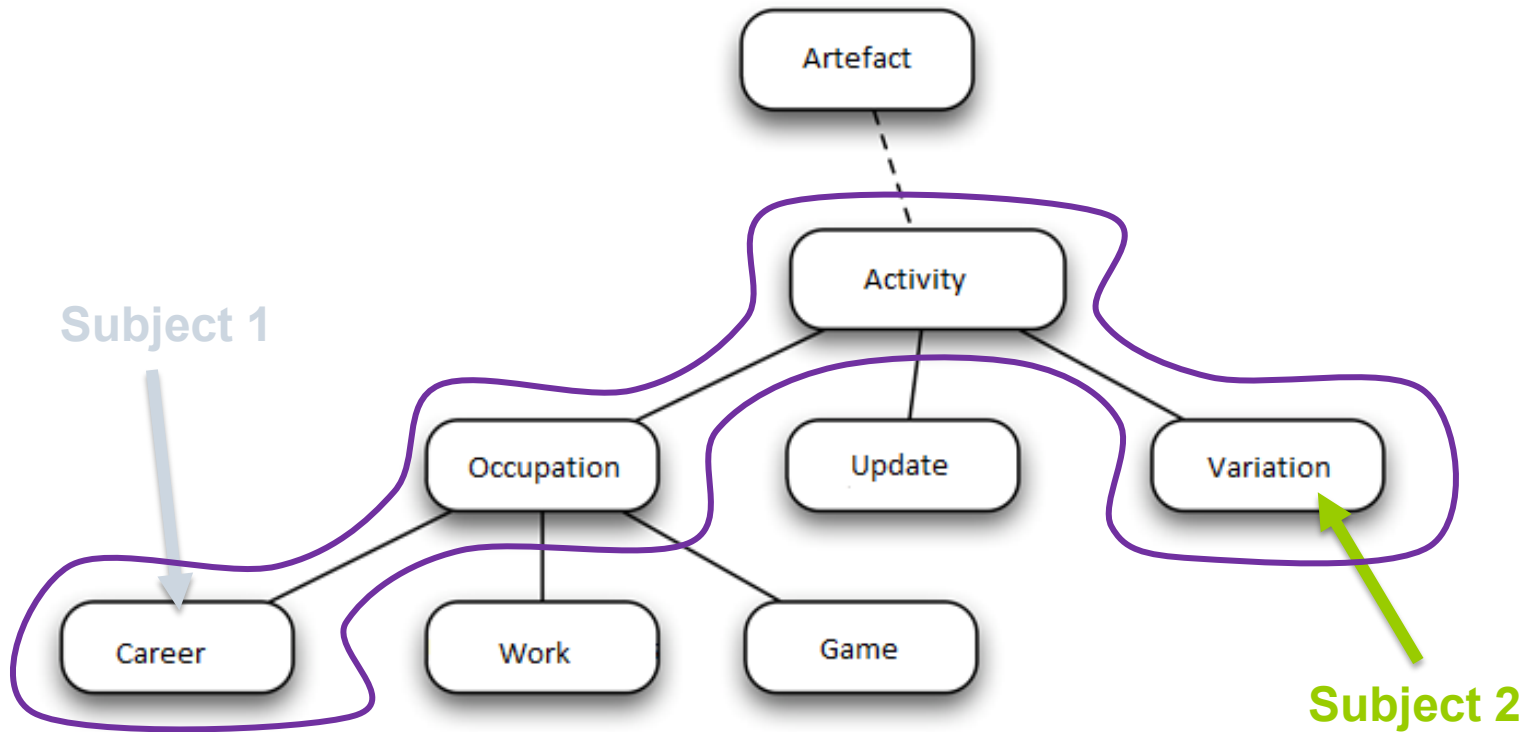 Artefact
Activity
Subject 1
Occupation
Update
Variation
Career
Work
Game
Subject 2